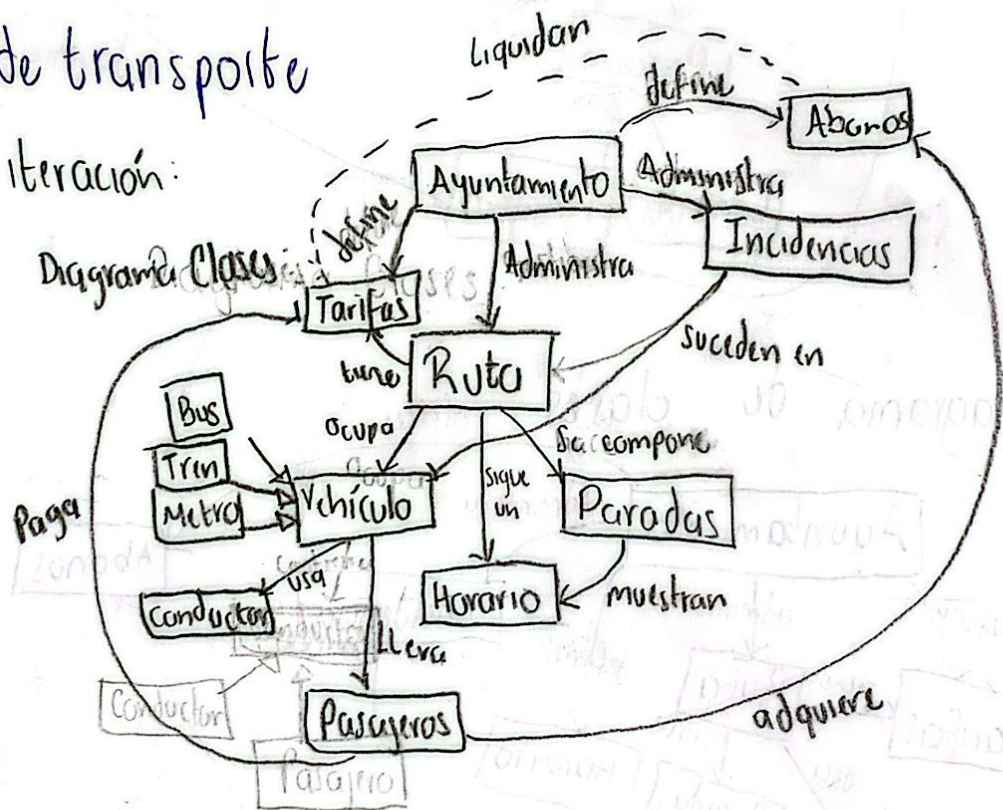 de transporte
Liquidan
define
Abonos
iteración:
Ayuntamiento
Administra
Incidencias
define
Diagrama Clases:
Administra
Tarifas
suceden en
tiene
Ruta
Bus
ocupa
Se compone
Tren
Metro
Vehículo
sigue
un
Paradas
Paga
usa
Conductor
Horario
muestran
LLeva
Conductor
Pasajeros
adquiere
Pasajero